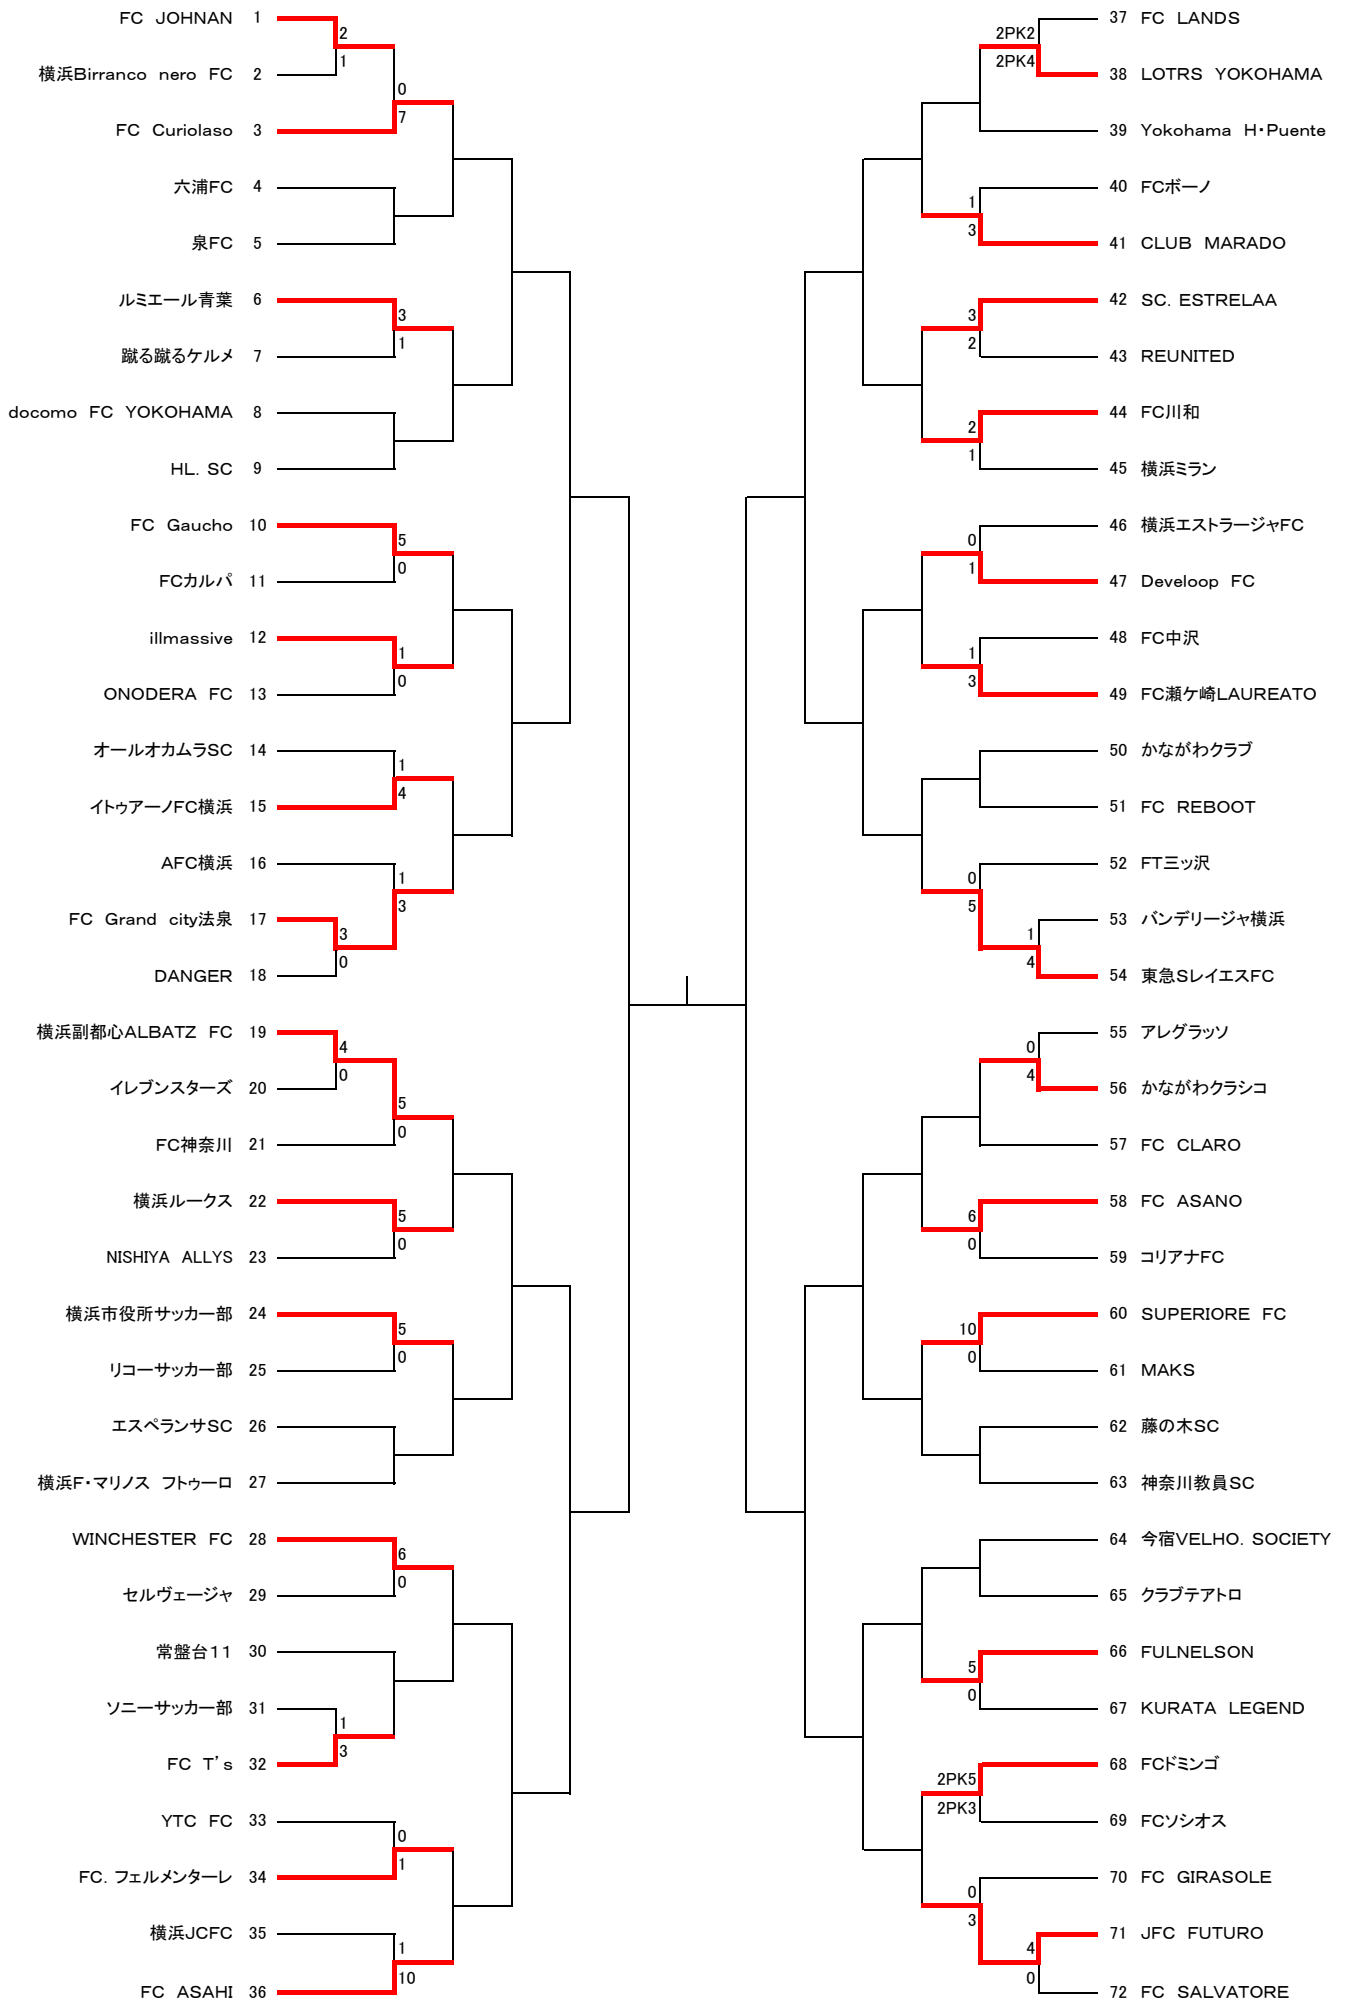 FC JOHNAN 1
2
1
横浜Birranco nero FC 2
0
7
FC Curiolaso 3
六浦FC 4
泉FC 5
ルミエール青葉 6
3
1
蹴る蹴るケルメ 7
docomo FC YOKOHAMA 8
HL. SC 9
FC Gaucho 10
5
0
FCカルパ 11
illmassive 12
1
0
ONODERA FC 13
オールオカムラSC 14
1
4
イトゥアーノFC横浜 15
AFC横浜 16
1
3
FC Grand city法泉 17
3
0
DANGER 18
横浜副都心ALBATZ FC 19
4
0
イレブンスターズ 20
5
0
FC神奈川 21
横浜ルークス 22
5
0
NISHIYA ALLYS 23
横浜市役所サッカー部 24
5
0
リコーサッカー部 25
エスペランサSC 26
横浜F・マリノス フトゥーロ 27
WINCHESTER FC 28
6
0
セルヴェージャ 29
常盤台11 30
ソニーサッカー部 31
1
3
FC T's 32
YTC FC 33
0
1
FC. フェルメンターレ 34
横浜JCFC 35
1
10
FC ASAHI 36
37 FC LANDS
2PK2
2PK4
38 LOTRS YOKOHAMA
39 Yokohama H・Puente
40 FCボーノ
1
3
41 CLUB MARADO
42 SC. ESTRELAA
3
2
43 REUNITED
44 FC川和
2
1
45 横浜ミラン
46 横浜エストラージャFC
0
1
47 Develoop FC
48 FC中沢
1
3
49 FC瀬ケ崎LAUREATO
50 かながわクラブ
51 FC REBOOT
52 FT三ッ沢
0
5
53 バンデリージャ横浜
1
4
54 東急SレイエスFC
55 アレグラッソ
0
4
56 かながわクラシコ
57 FC CLARO
58 FC ASANO
6
0
59 コリアナFC
60 SUPERIORE FC
10
0
61 MAKS
62 藤の木SC
63 神奈川教員SC
64 今宿VELHO. SOCIETY
65 クラブテアトロ
66 FULNELSON
5
0
67 KURATA LEGEND
68 FCドミンゴ
2PK5
2PK3
69 FCソシオス
70 FC GIRASOLE
0
3
71 JFC FUTURO
4
0
72 FC SALVATORE